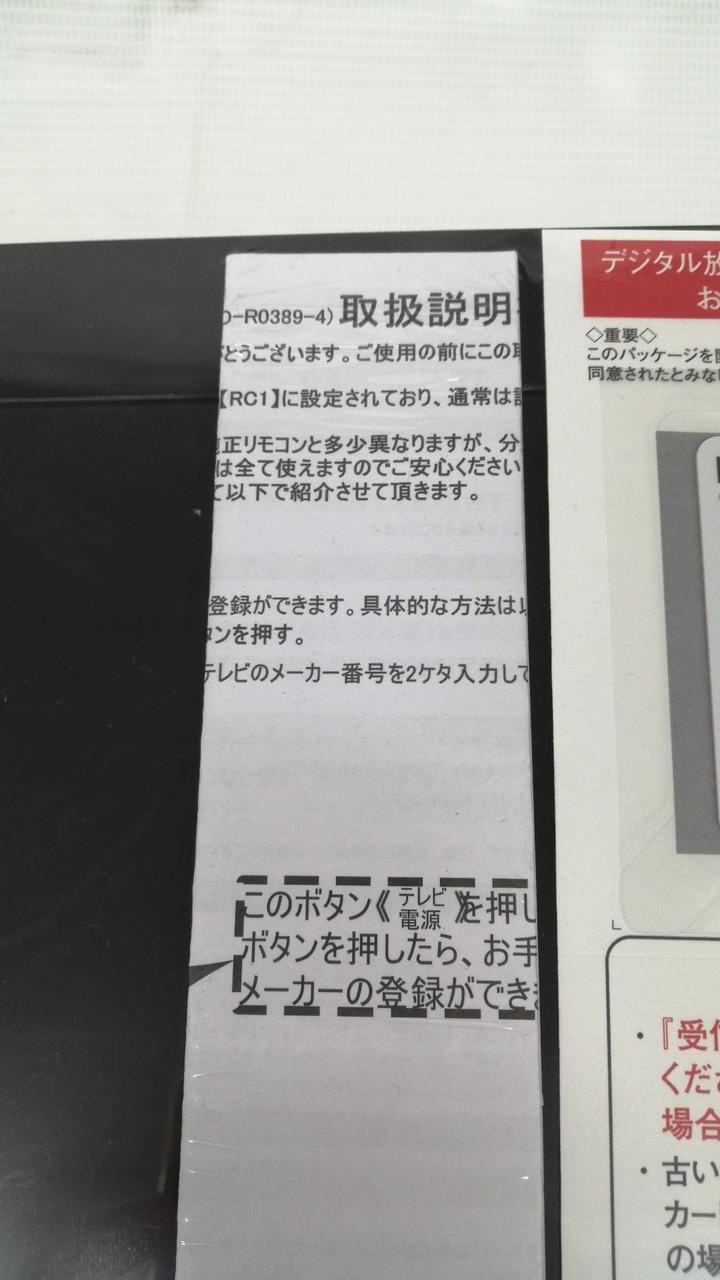 O-R0389-4)取扱説明
とうございます。ご使用の前にこの取
【RC1】に設定されており、通常は
正リモコンと多少異なりますが、分
は全て使えますのでご安心ください
て以下で紹介させて頂きます。
登録ができます。具体的な方法は以
タンを押す。
テレビのメーカー番号を2ケタ入力して
このボタン《テレビ電源》を押し
ボタンを押したら、お手
メーカーの登録ができ
デジタル放
お
◇重要◇
このパッケージを
同意されたとみな
・『受信
くださ
場合
・古い
カー
の場